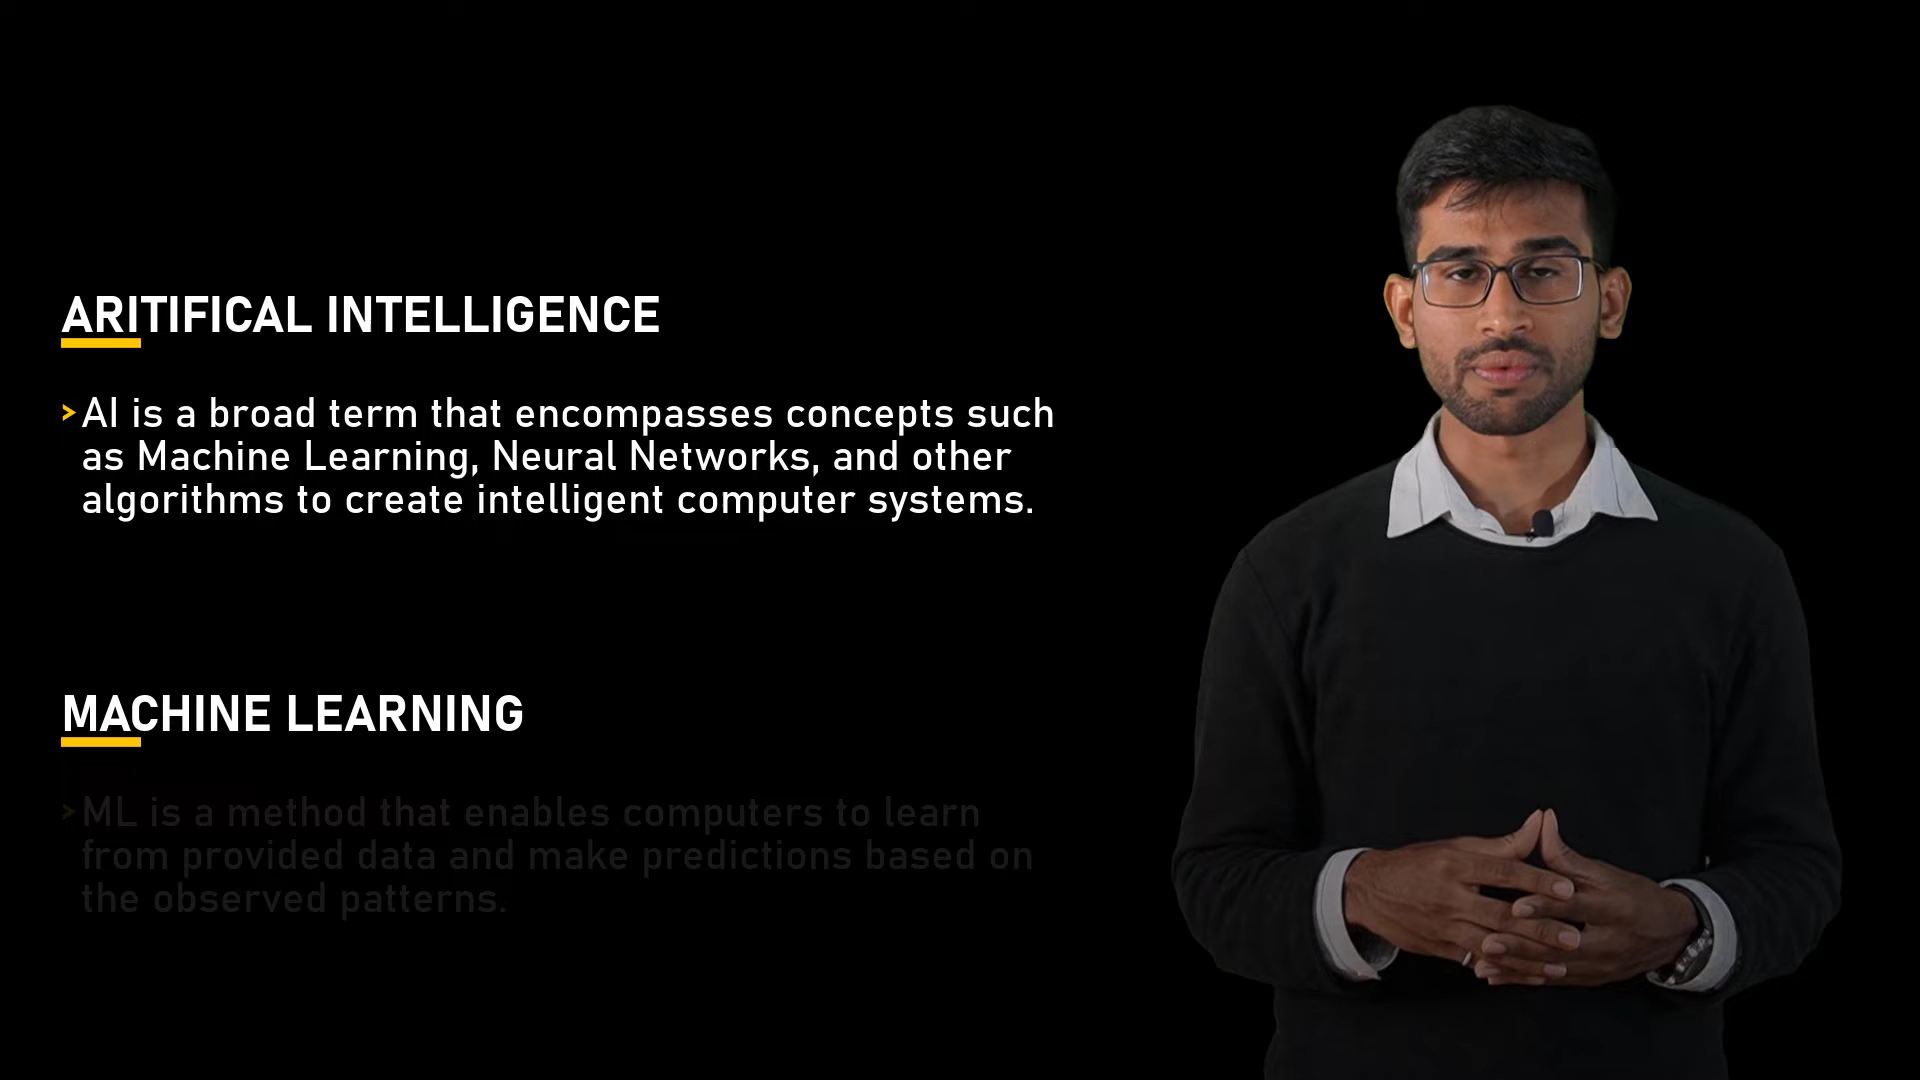 ARITIFICAL INTELLIGENCE
> AI is a broad term that encompasses concepts such
as Machine Learning, Neural Networks, and other
algorithms to create intelligent computer systems.
MACHINE LEARNING
> ML is a method that enables computers to learn
from provided data and make predictions based on
the observed patterns.